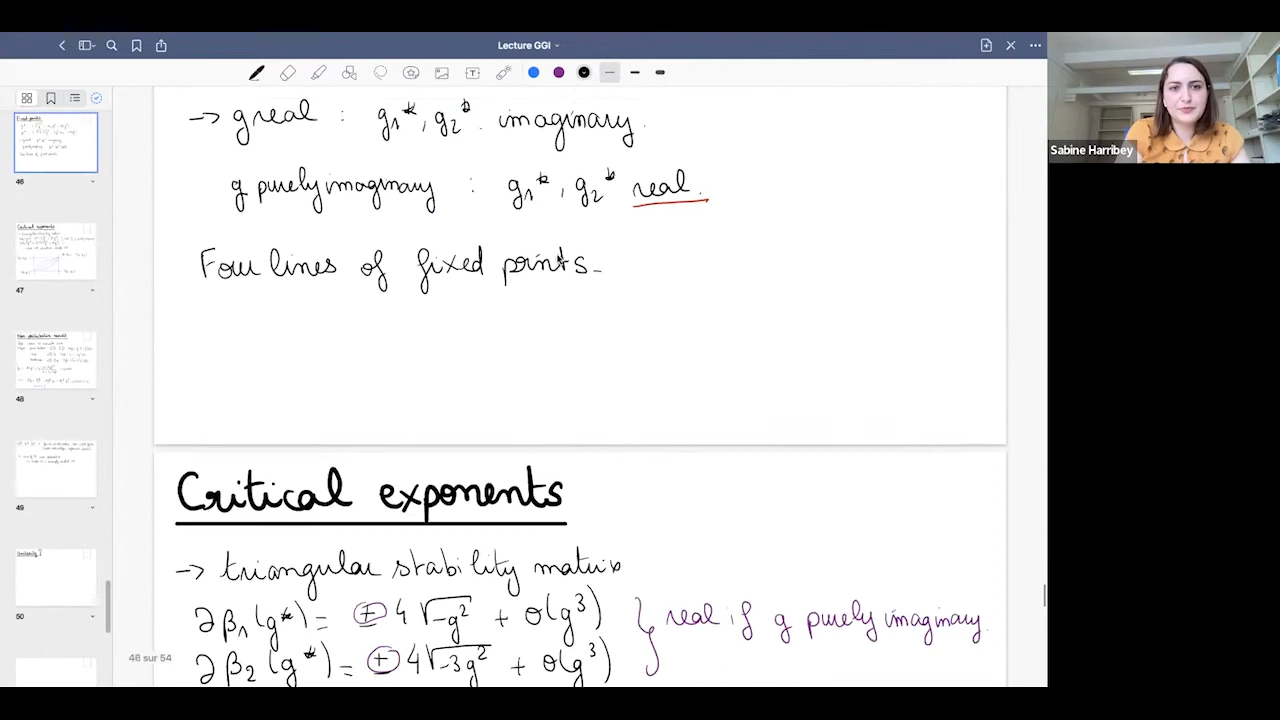 Lecture GGI
Sabine Harribey
→ g real : g₁*, g₂* imaginary.
g purely imaginary : g₁*, g₂* real.
Four lines of fixed points.
Critical exponents
→ triangular stability matrix
∂β₁(g*) = ± 4√-g² + O(g³)
∂β₂(g*) = ± 4√-3g² + O(g³)
} real if g purely imaginary.
46
47
48
49
50
48 sur 54